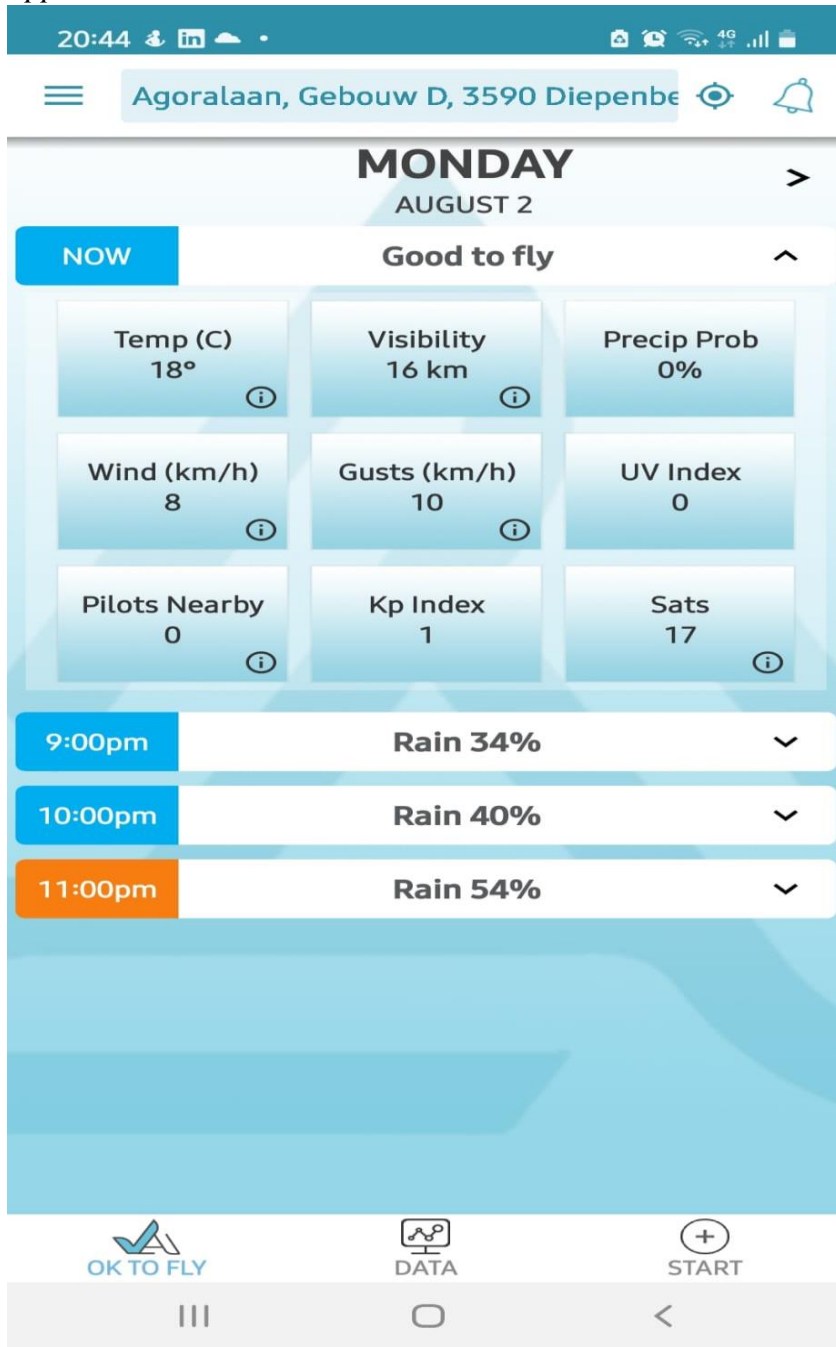 20:44 in
4G
Agoralaan, Gebouw D, 3590 Diepenbe
MONDAY
>
AUGUST 2
NOW Good to fly
Temp (C) Visibility Precip Prob
18° 16 km 0%
Wind (km/h) Gusts (km/h) UV Index
8 10 0
Pilots Nearby Kp Index Sats
0 1 17
9:00pm Rain 34%
10:00pm Rain 40%
11:00pm Rain 54%
OK TO FLY DATA START